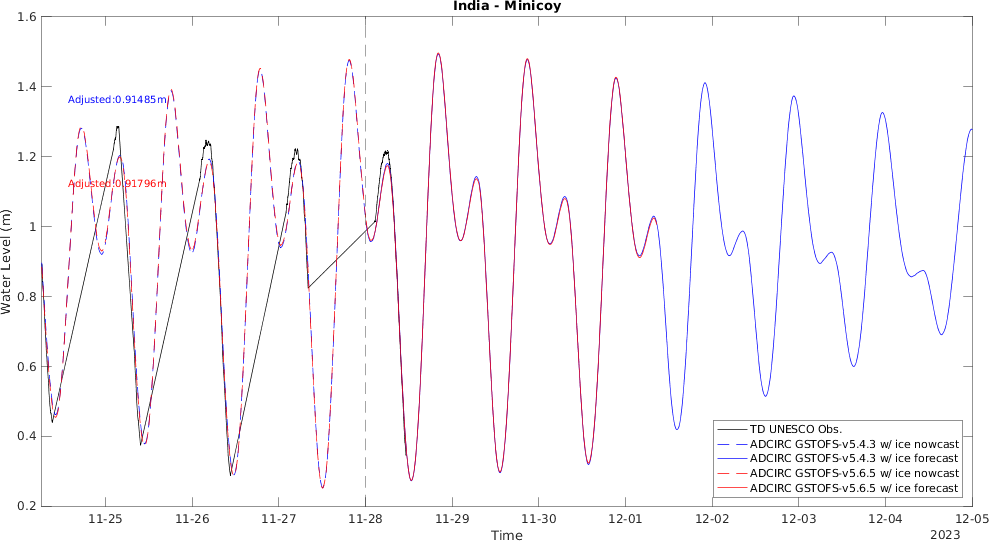 India - Minicoy
1.6
1.4
1.2
1
0.8
0.6
0.4
0.2
Water Level (m)
Adjusted:0.91485m
Adjusted:0.91796m
TD UNESCO Obs.
ADCIRC GSTOFS-v5.4.3 w/ ice nowcast
ADCIRC GSTOFS-v5.4.3 w/ ice forecast
ADCIRC GSTOFS-v5.6.5 w/ ice nowcast
ADCIRC GSTOFS-v5.6.5 w/ ice forecast
11-25 11-26 11-27 11-28 11-29 11-30 12-01 12-02 12-03 12-04 12-05
Time
2023